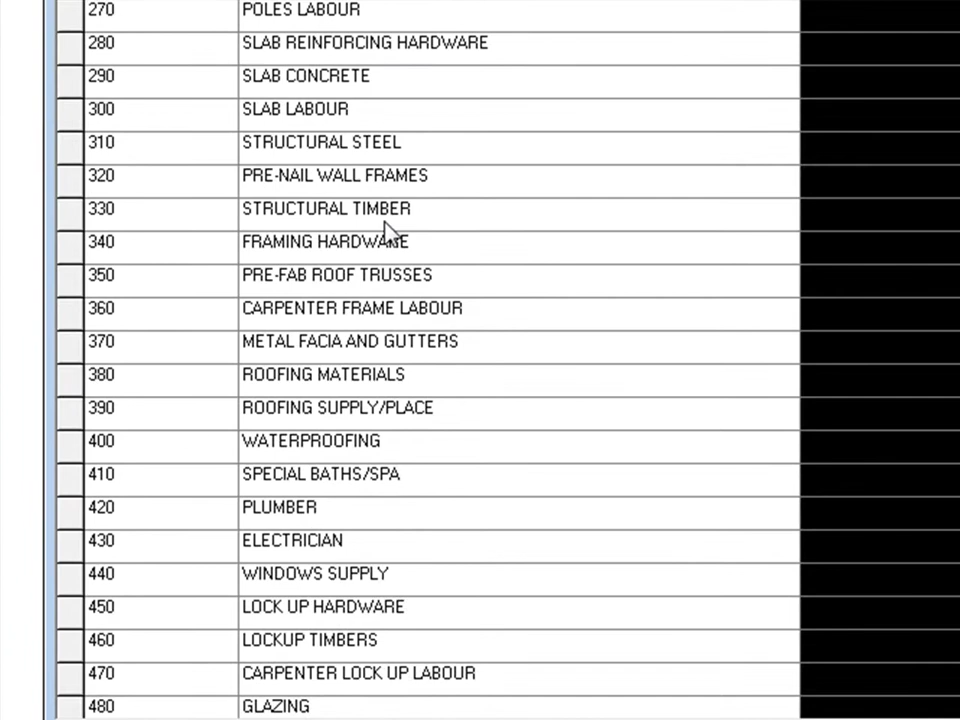 270 POLES LABOUR
280 SLAB REINFORCING HARDWARE
290 SLAB CONCRETE
300 SLAB LABOUR
310 STRUCTURAL STEEL
320 PRE-NAIL WALL FRAMES
330 STRUCTURAL TIMBER
340 FRAMING HARDWARE
350 PRE-FAB ROOF TRUSSES
360 CARPENTER FRAME LABOUR
370 METAL FACIA AND GUTTERS
380 ROOFING MATERIALS
390 ROOFING SUPPLY/PLACE
400 WATERPROOFING
410 SPECIAL BATHS/SPA
420 PLUMBER
430 ELECTRICIAN
440 WINDOWS SUPPLY
450 LOCK UP HARDWARE
460 LOCKUP TIMBERS
470 CARPENTER LOCK UP LABOUR
480 GLAZING